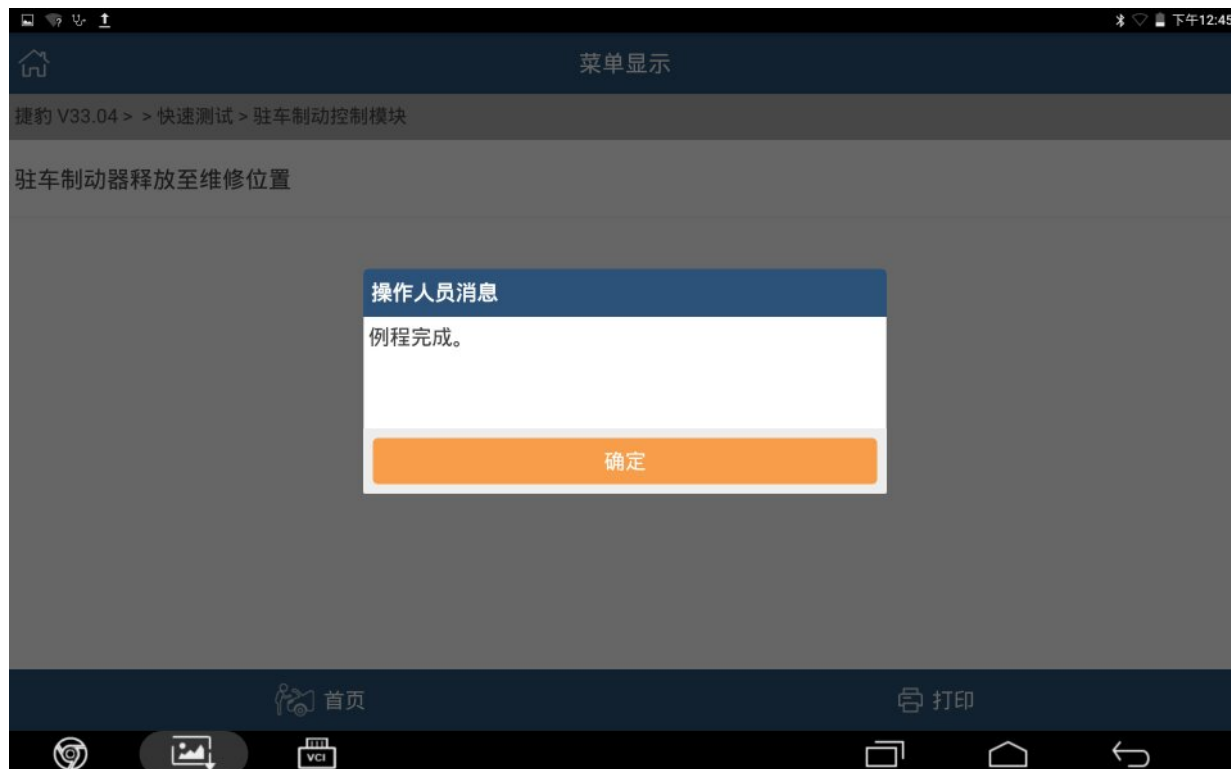 下午12:45
菜单显示
捷豹 V33.04 > > 快速测试 > 驻车制动控制模块
驻车制动器释放至维修位置
操作人员消息
例程完成。
确定
首页
打印
VCI